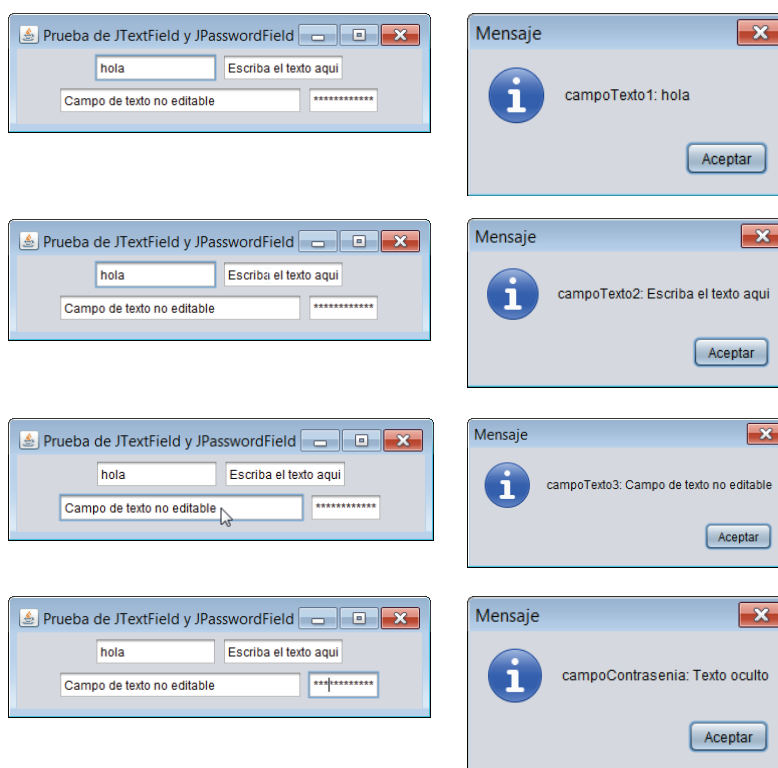 Prueba de JTextField y JPasswordField
hola
Escriba el texto aqui
Campo de texto no editable
************
Mensaje
campoTexto1: hola
Aceptar
Prueba de JTextField y JPasswordField
hola
Escriba el texto aqui
Campo de texto no editable
************
Mensaje
campoTexto2: Escriba el texto aqui
Aceptar
Prueba de JTextField y JPasswordField
hola
Escriba el texto aqui
Campo de texto no editable
************
Mensaje
campoTexto3: Campo de texto no editable
Aceptar
Prueba de JTextField y JPasswordField
hola
Escriba el texto aqui
Campo de texto no editable
************
Mensaje
campoContrasenia: Texto oculto
Aceptar